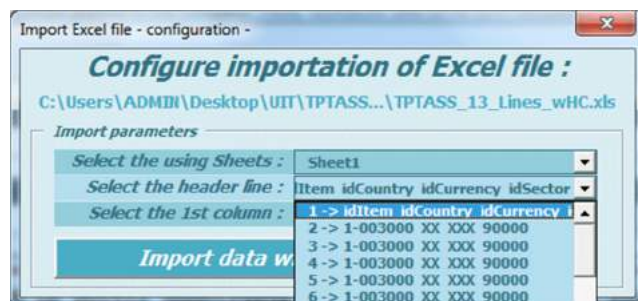 Import Excel file - configuration -
Configure importation of Excel file :
C:\Users\ADMIN\Desktop\UIT\TPTASS...\TPTASS_13_Lines_wHC.xls
Import parameters
Select the using Sheets : Sheet1
Select the header line : Item idCountry idCurrency idSector
Select the 1st column : 1 -> idItem idCountry idCurrency
2 -> 1-003000 XX XXX 90000
3 -> 1-003000 XX XXX 90000
Import data 4 -> 1-003000 XX XXX 90000
5 -> 1-003000 XX XXX 90000
6 -> 1-003000 XX XXX 90000